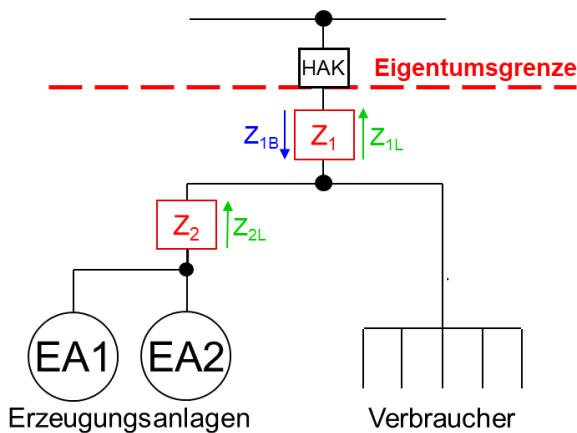 HAK
Eigentumsgrenze
Z1B
Z1
Z1L
Z2
Z2L
EA1
EA2
Erzeugungsanlagen
Verbraucher